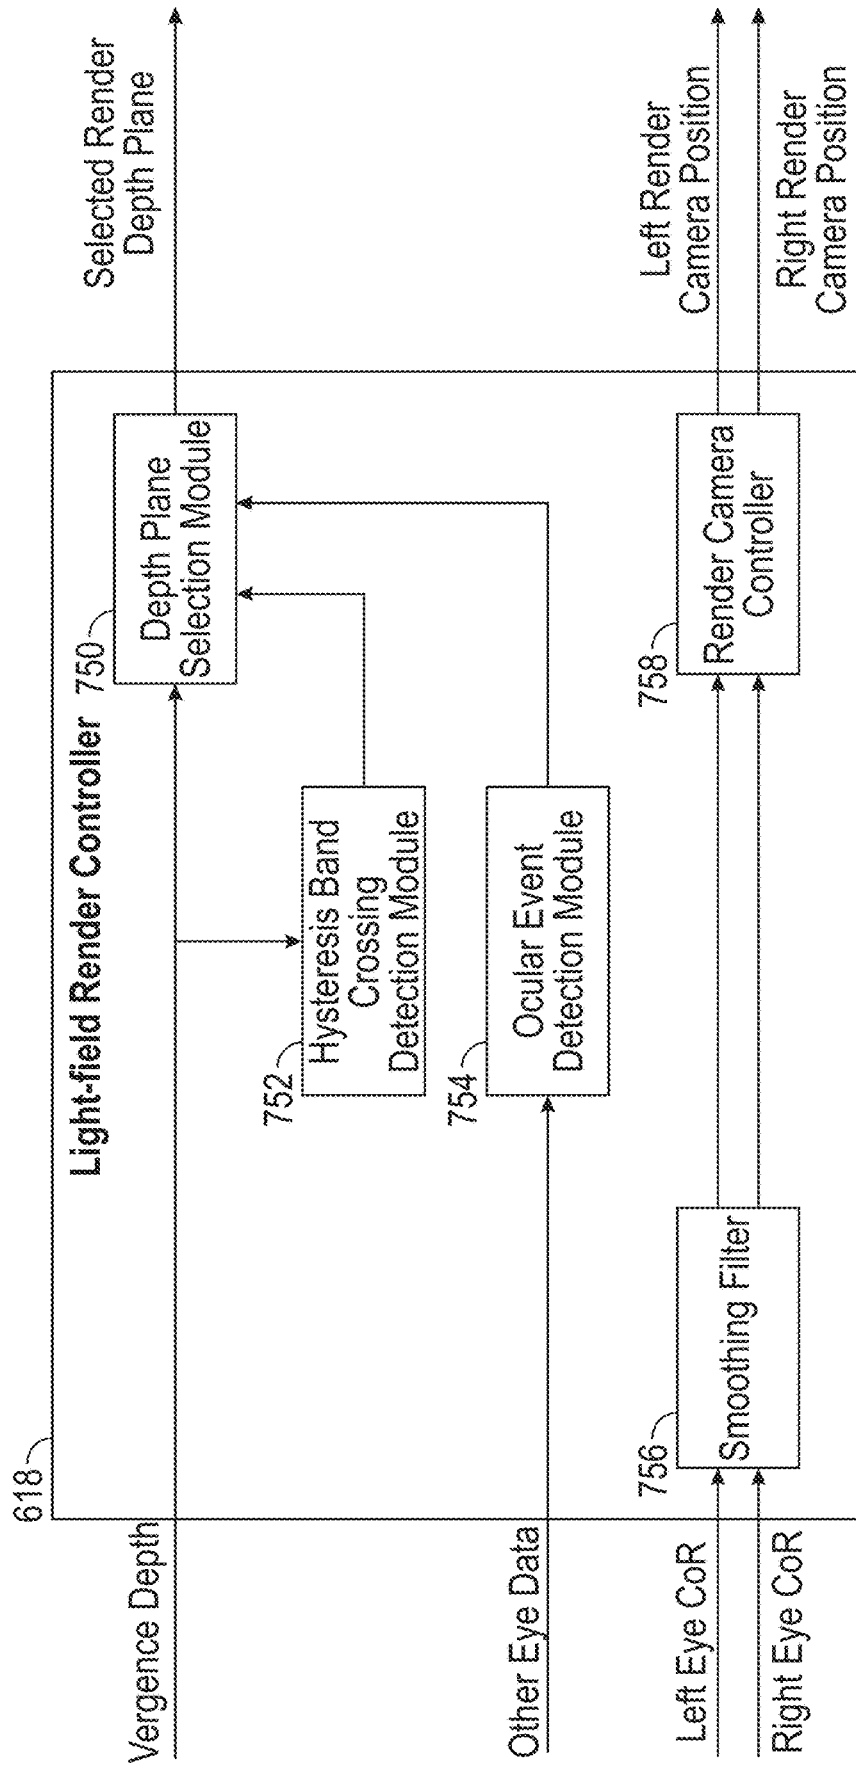 618
Light-field Render Controller
Vergence Depth
750
Depth Plane
Selection Module
Selected Render
Depth Plane
752
Hysteresis Band
Crossing
Detection Module
Other Eye Data
754
Ocular Event
Detection Module
Left Eye CoR
Right Eye CoR
756
Smoothing Filter
758
Render Camera
Controller
Left Render
Camera Position
Right Render
Camera Position